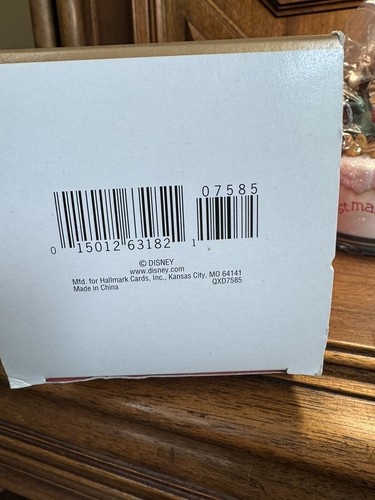 07585
0 15012 63182 1
© DISNEY
www.disney.com
Mfd. for Hallmark Cards, Inc., Kansas City, MO 64141
Made in China QXD7585
stma